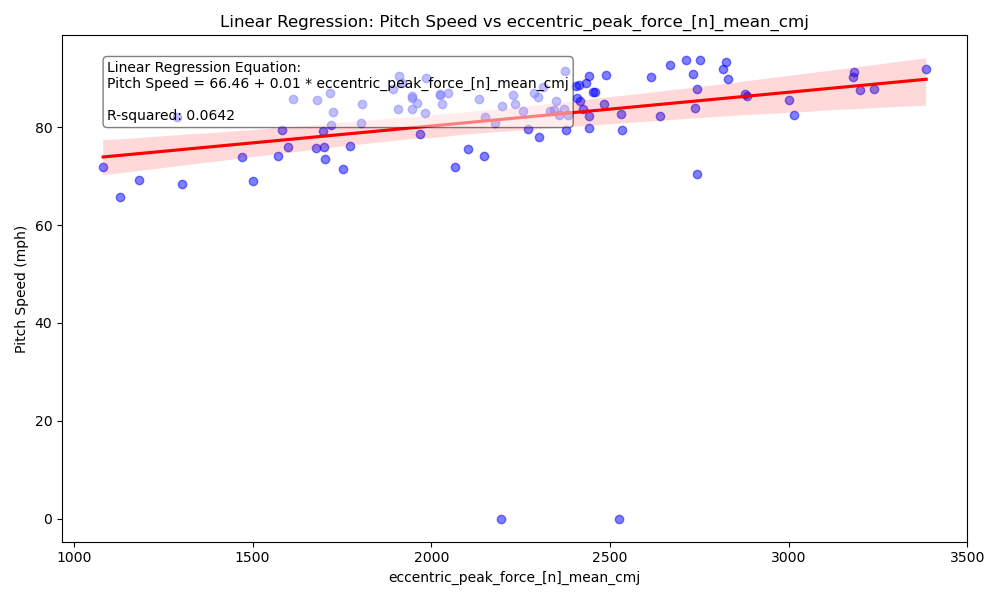 Linear Regression: Pitch Speed vs eccentric_peak_force_[n]_mean_cmj
Linear Regression Equation:
Pitch Speed = 66.46 + 0.01 * eccentric_peak_force_[n]_mean_cmj
R-squared: 0.0642
Pitch Speed (mph)
80
60
40
20
0
1000 1500 2000 2500 3000 3500
eccentric_peak_force_[n]_mean_cmj